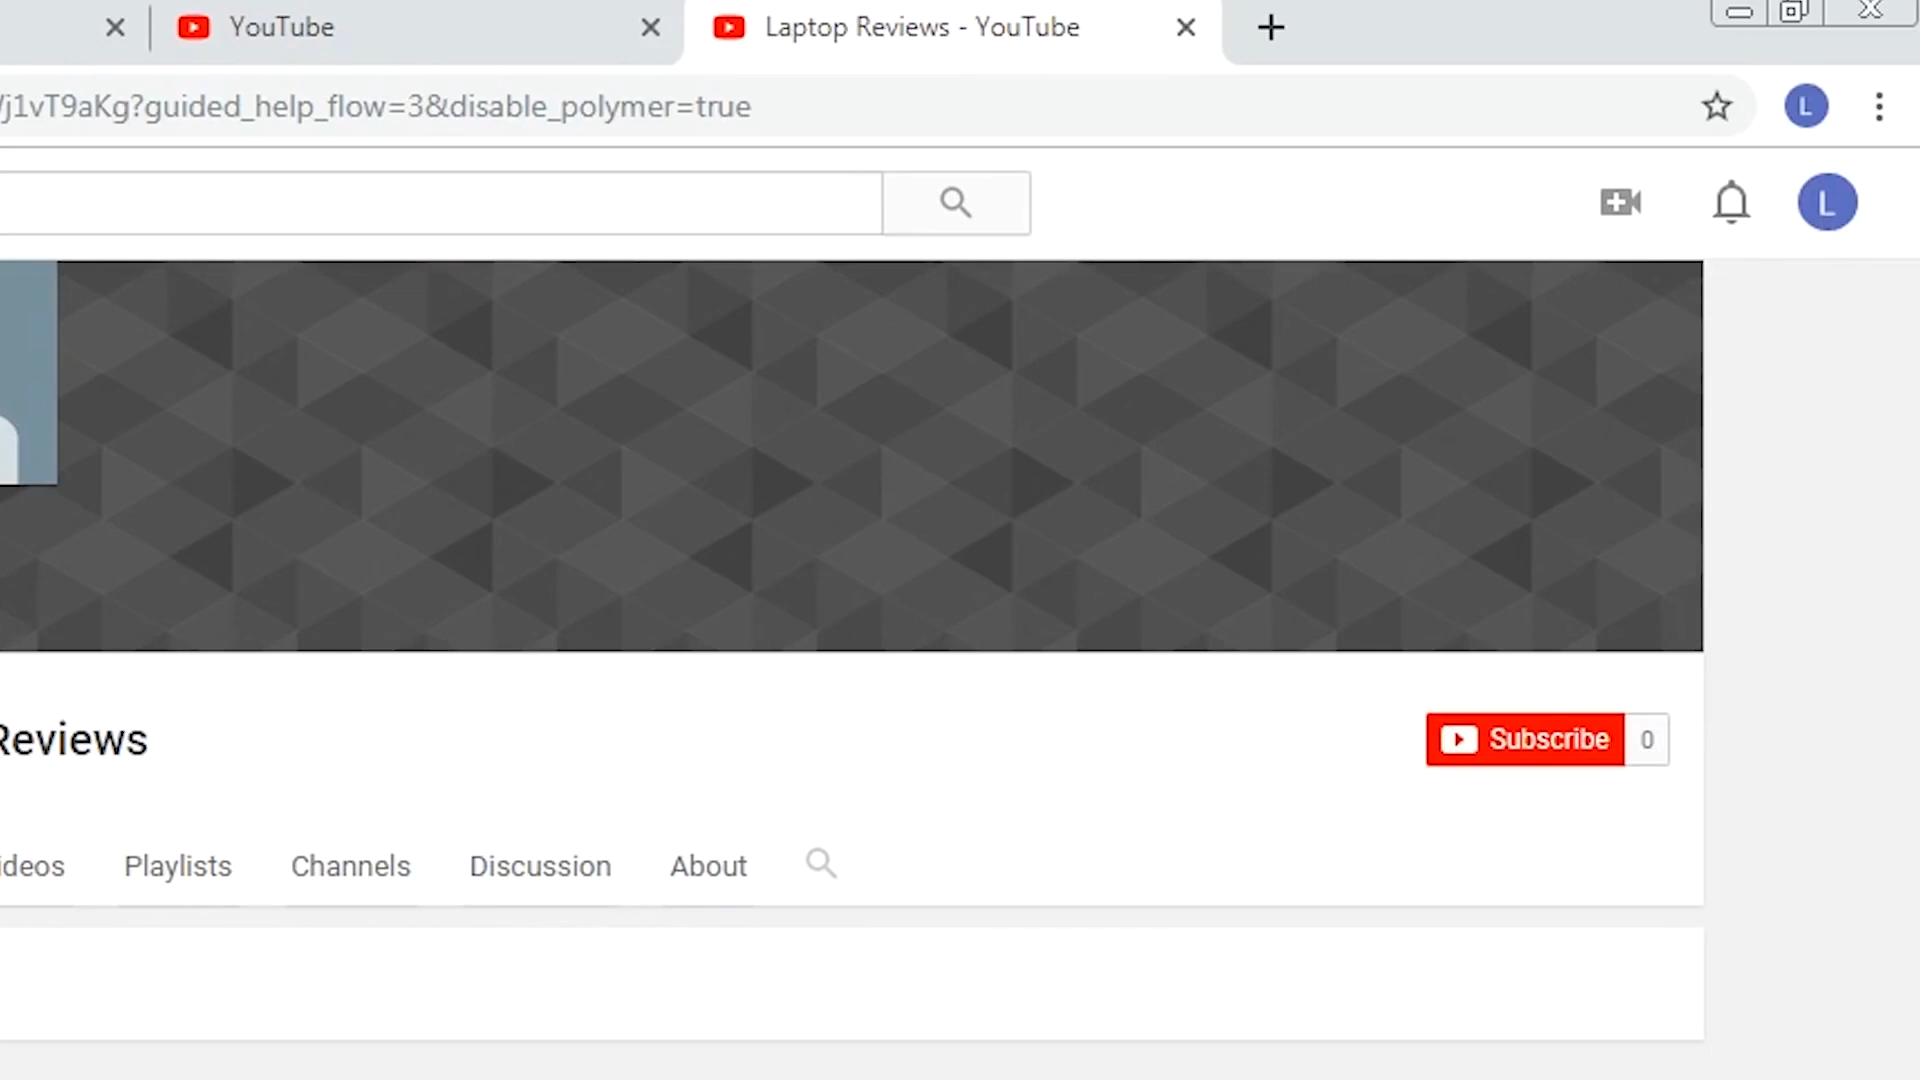 YouTube
Laptop Reviews - YouTube
/j1vT9aKg?guided_help_flow=3&disable_polymer=true
L
L
Reviews
Subscribe 0
ideos Playlists Channels Discussion About